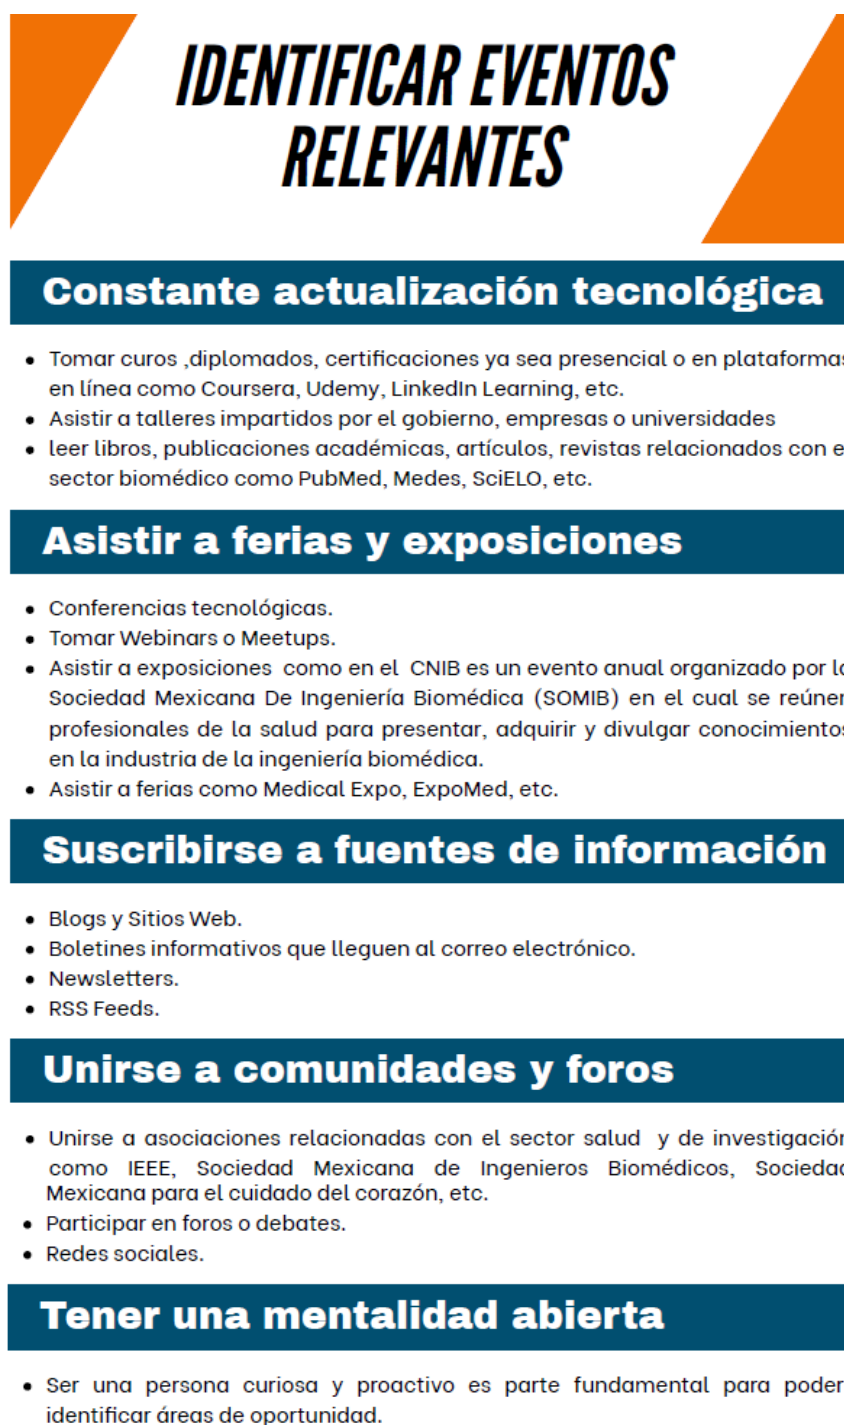 IDENTIFICAR EVENTOS
RELEVANTES
Constante actualización tecnológica
• Tomar curos ,diplomados, certificaciones ya sea presencial o en plataformas
en línea como Coursera, Udemy, LinkedIn Learning, etc.
• Asistir a talleres impartidos por el gobierno, empresas o universidades
• leer libros, publicaciones académicas, artículos, revistas relacionados con el
sector biomédico como PubMed, Medes, SciELO, etc.
Asistir a ferias y exposiciones
• Conferencias tecnológicas.
• Tomar Webinars o Meetups.
• Asistir a exposiciones como en el CNIB es un evento anual organizado por la
Sociedad Mexicana De Ingeniería Biomédica (SOMIB) en el cual se reúnen
profesionales de la salud para presentar, adquirir y divulgar conocimientos
en la industria de la ingeniería biomédica.
• Asistir a ferias como Medical Expo, ExpoMed, etc.
Suscribirse a fuentes de información
• Blogs y Sitios Web.
• Boletines informativos que lleguen al correo electrónico.
• Newsletters.
• RSS Feeds.
Unirse a comunidades y foros
• Unirse a asociaciones relacionadas con el sector salud y de investigación
como IEEE, Sociedad Mexicana de Ingenieros Biomédicos, Sociedad
Mexicana para el cuidado del corazón, etc.
• Participar en foros o debates.
• Redes sociales.
Tener una mentalidad abierta
• Ser una persona curiosa y proactivo es parte fundamental para poder
identificar áreas de oportunidad.